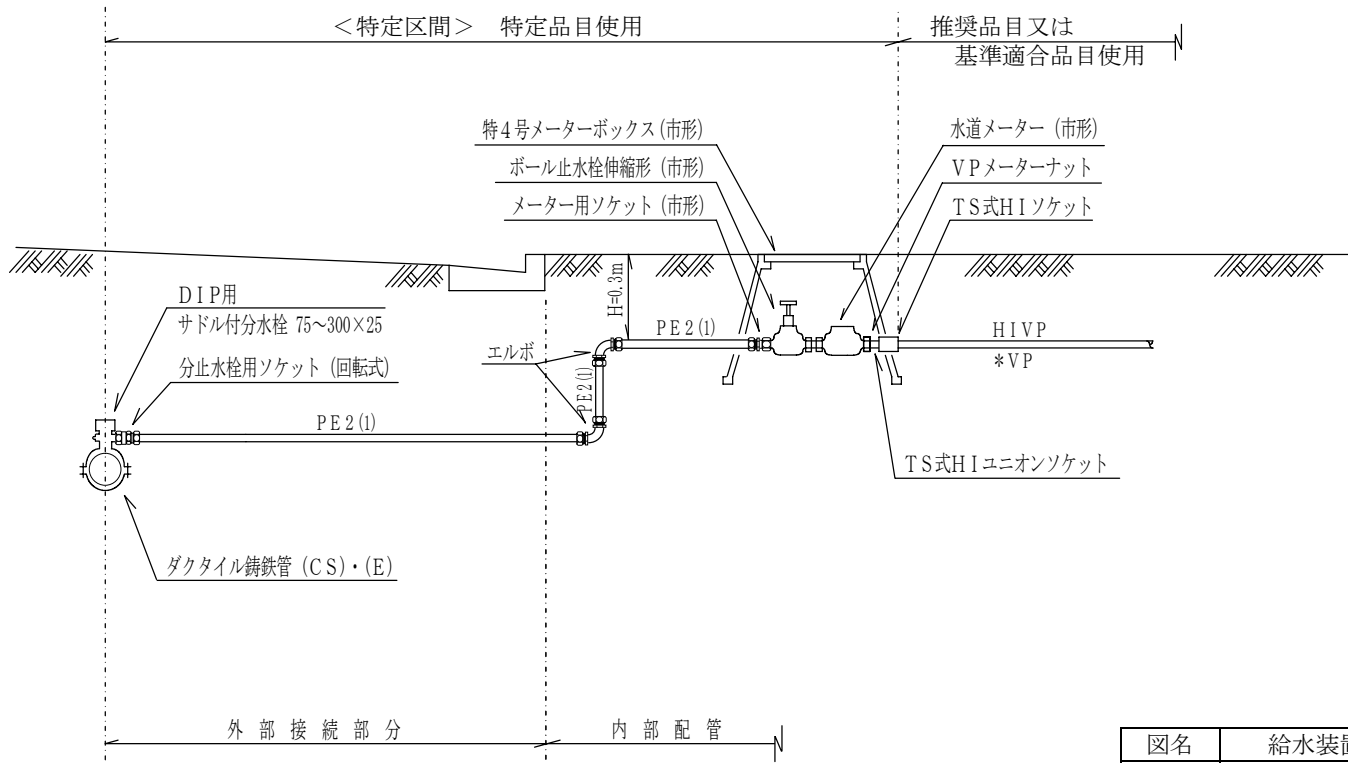 ＜特定区間＞　特定品目使用
推奨品目又は
基準適合品目使用
特４号メーターボックス(市形)
水道メーター (市形)
ボール止水栓伸縮形 (市形)
ＶＰメーターナット
メーター用ソケット (市形)
ＴＳ式ＨＩソケット
ＤＩＰ用
サドル付分水栓 75～300×25
H=0.3m
ＰＥ２(1)
ＨＩＶＰ
＊ＶＰ
エルボ
分止水栓用ソケット (回転式)
ＰＥ２(1)
ＰＥ２(1)
ＴＳ式ＨＩユニオンソケット
ダクタイル鋳鉄管 (ＣＳ)・(Ｅ)
外部接続部分
内部配管
図名
給水装置